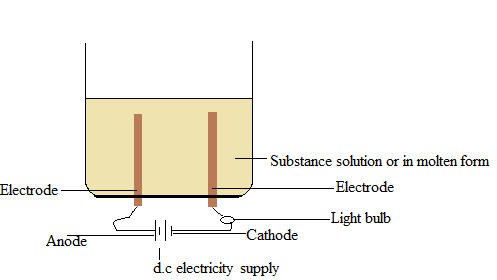 Substance solution or in molten form
Electrode
Electrode
Light bulb
Anode
Cathode
d.c electricity supply